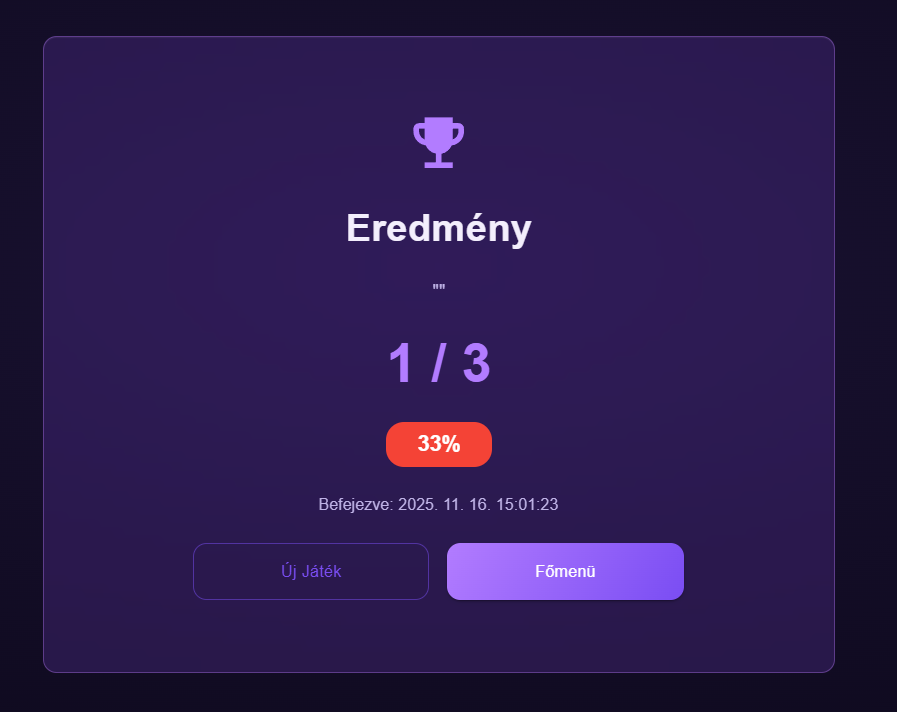 Eredmény
""
1 / 3
33%
Befejezve: 2025. 11. 16. 15:01:23
Új Játék
Főmenü